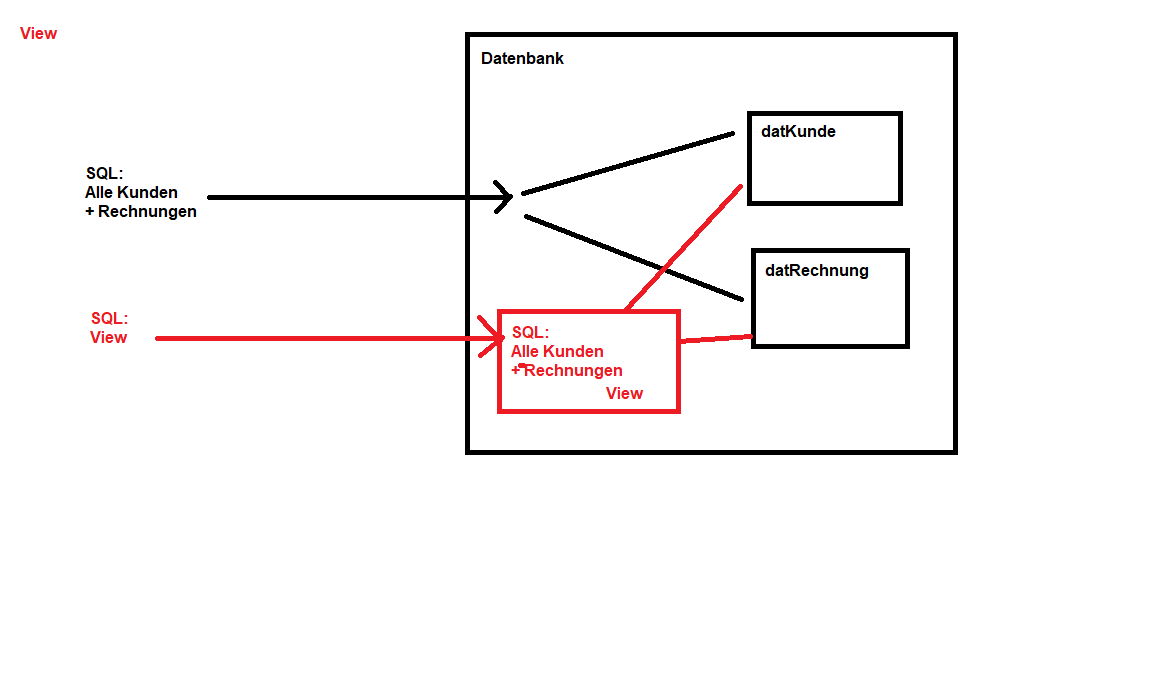 View
Datenbank
datKunde
SQL:
Alle Kunden
+ Rechnungen
datRechnung
SQL:
View
SQL:
Alle Kunden
+ Rechnungen
View